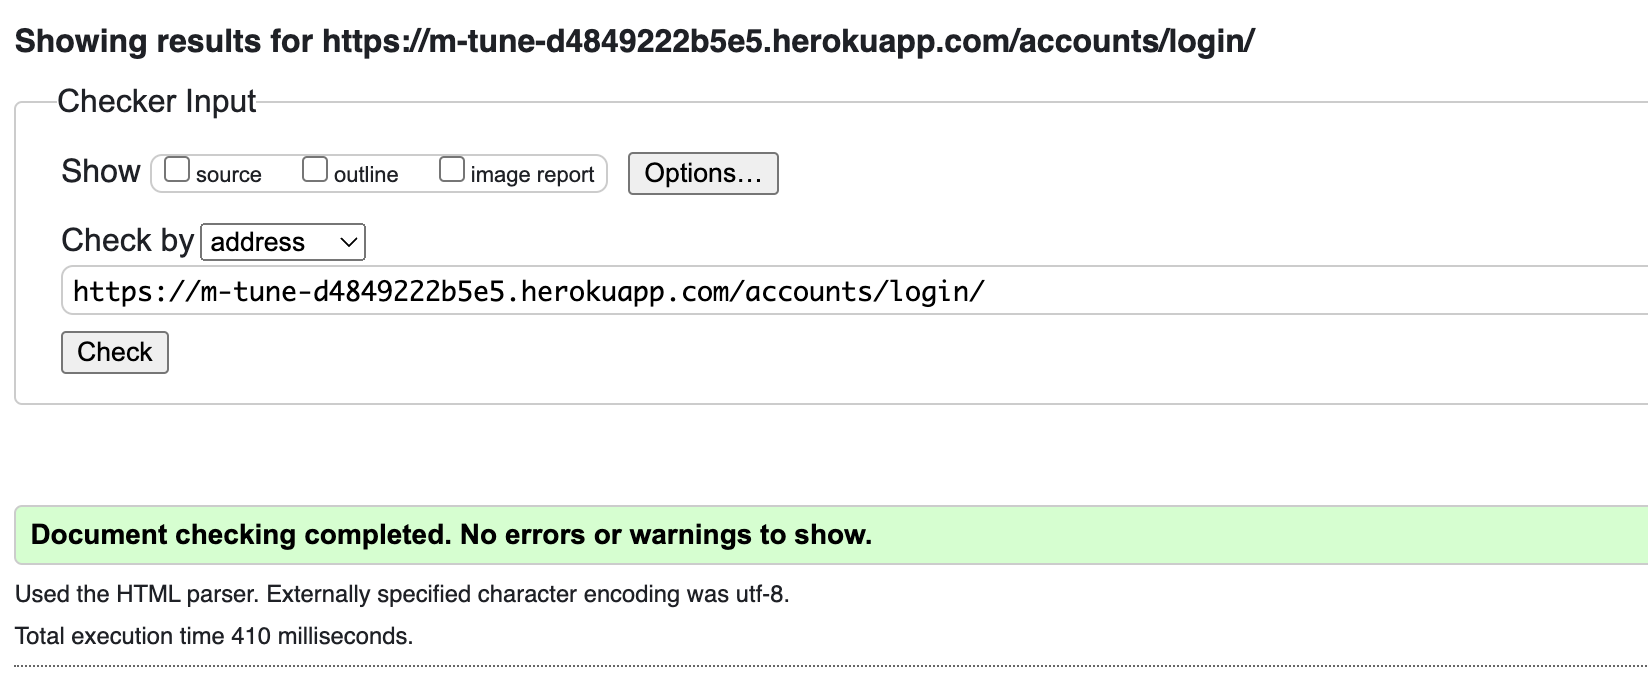 Showing results for https://m-tune-d4849222b5e5.herokuapp.com/accounts/login/
Checker Input
Show source outline image report Options...
Check by address
https://m-tune-d4849222b5e5.herokuapp.com/accounts/login/
Check
Document checking completed. No errors or warnings to show.
Used the HTML parser. Externally specified character encoding was utf-8.
Total execution time 410 milliseconds.